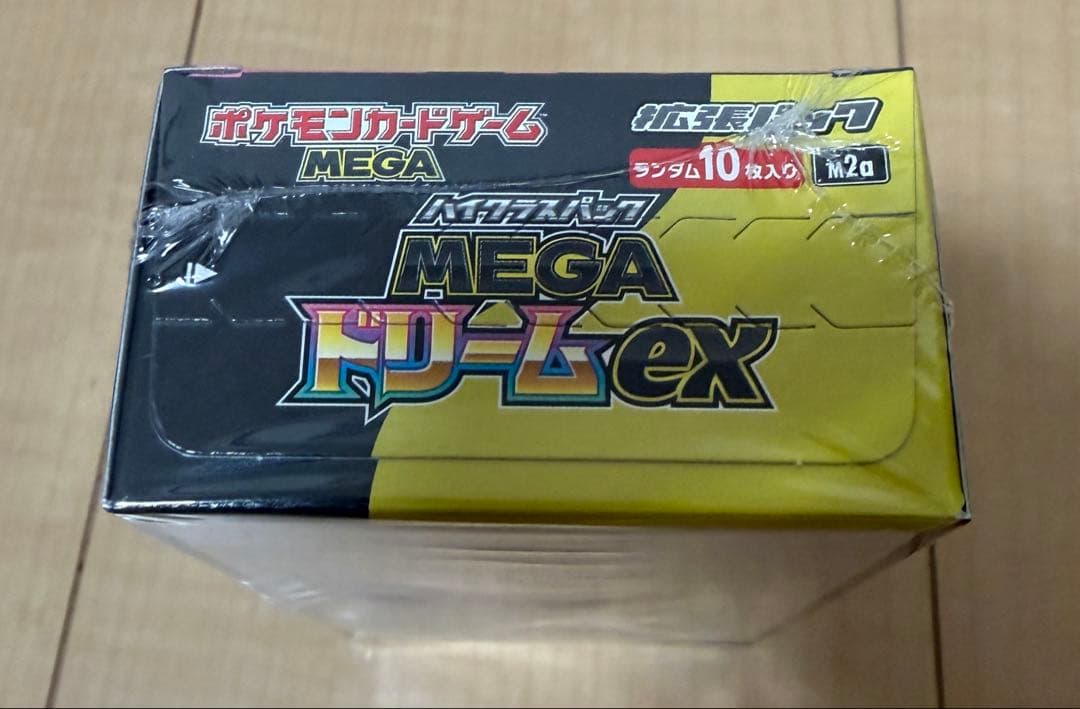 ポケモンカードゲーム
MEGA
拡張パック
ランダム10枚入り
M2a
ハイクラスパック
MEGA
ドリームex